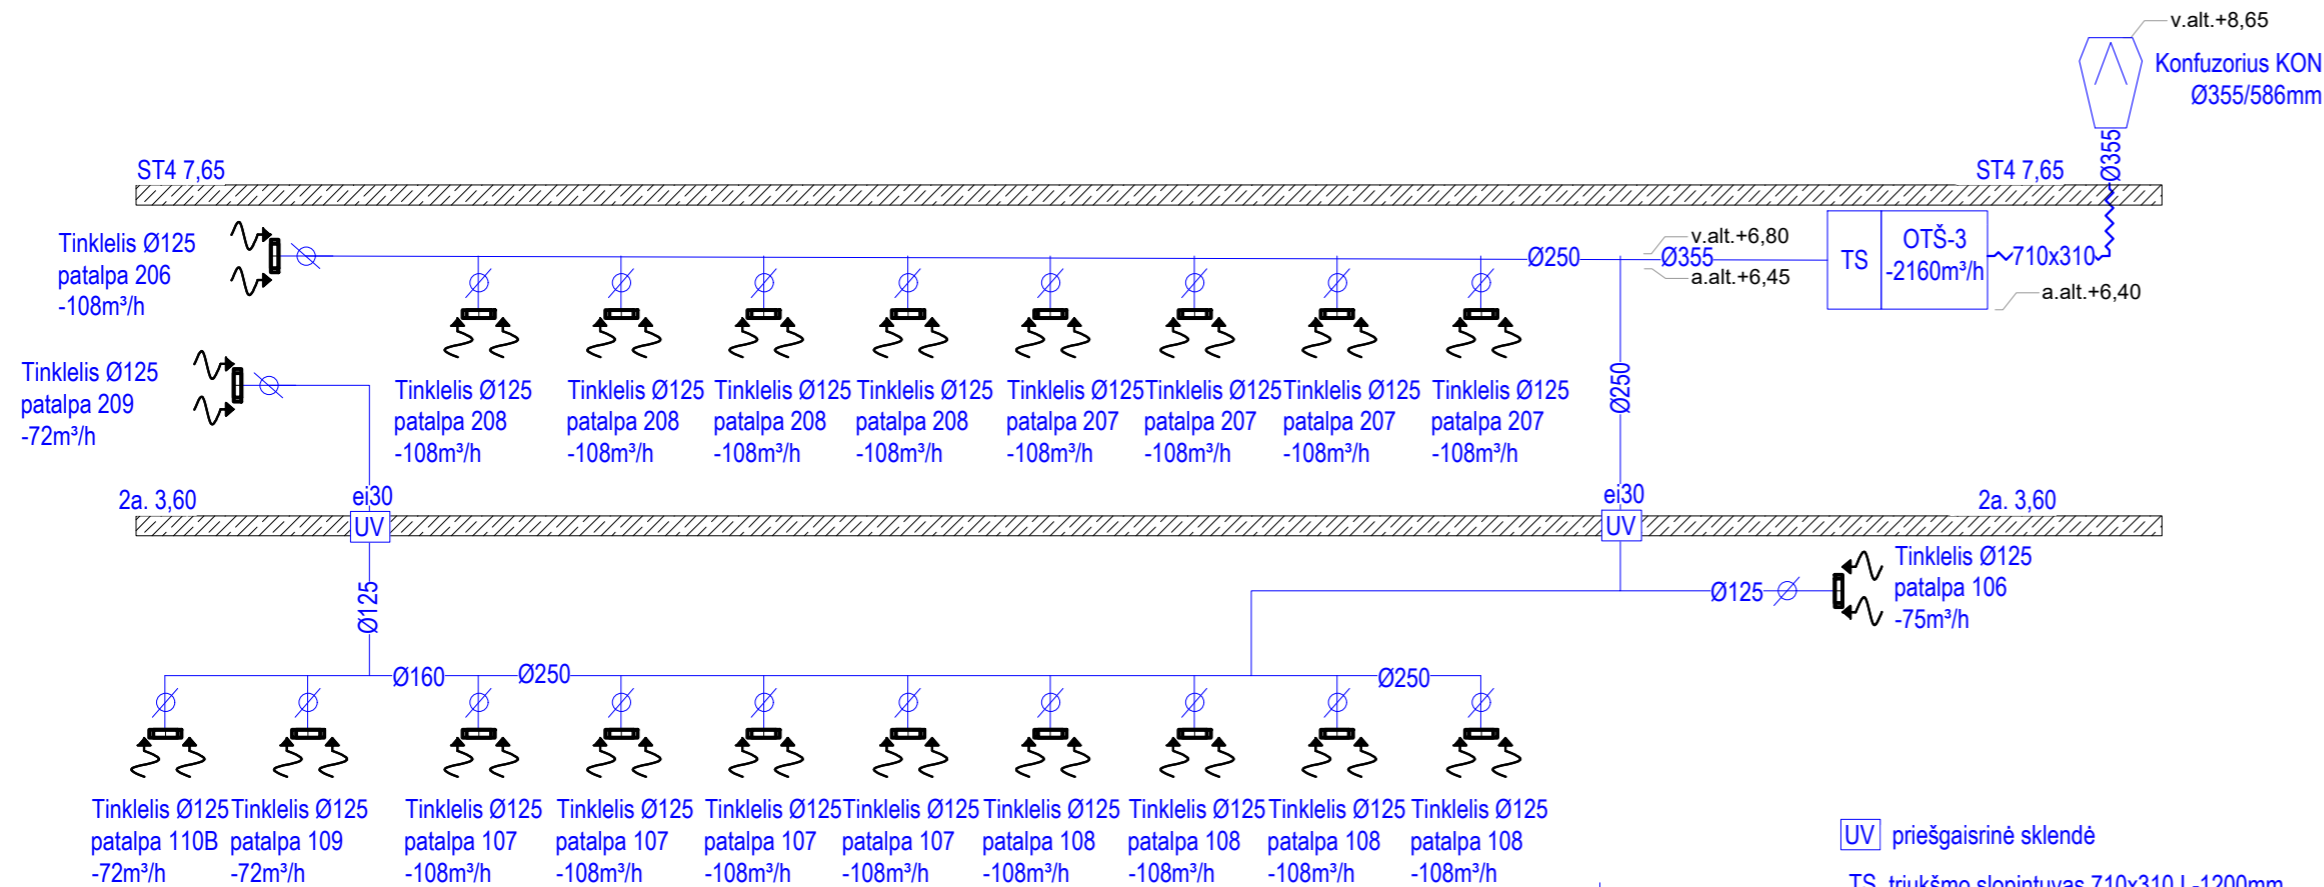 v.alt.+8,65
Konfuzorius KON
Ø355/586mm
Ø355
ST4 7,65
ST4 7,65
Tinklelis Ø125
patalpa 206
-108m³/h
Ø250
v.alt.+6,80
Ø355
a.alt.+6,45
TS
OTŠ-3
-2160m³/h
710x310
a.alt.+6,40
Tinklelis Ø125
patalpa 209
-72m³/h
Tinklelis Ø125
patalpa 208
-108m³/h
Tinklelis Ø125
patalpa 208
-108m³/h
Tinklelis Ø125
patalpa 208
-108m³/h
Tinklelis Ø125
patalpa 208
-108m³/h
Tinklelis Ø125
patalpa 207
-108m³/h
Tinklelis Ø125
patalpa 207
-108m³/h
Tinklelis Ø125
patalpa 207
-108m³/h
Tinklelis Ø125
patalpa 207
-108m³/h
Ø250
2a. 3,60
ei30
UV
ei30
UV
2a. 3,60
Ø125
Ø125
Tinklelis Ø125
patalpa 106
-75m³/h
Ø160
Ø250
Ø250
Tinklelis Ø125
patalpa 110B
-72m³/h
Tinklelis Ø125
patalpa 109
-72m³/h
Tinklelis Ø125
patalpa 107
-108m³/h
Tinklelis Ø125
patalpa 107
-108m³/h
Tinklelis Ø125
patalpa 107
-108m³/h
Tinklelis Ø125
patalpa 107
-108m³/h
Tinklelis Ø125
patalpa 108
-108m³/h
Tinklelis Ø125
patalpa 108
-108m³/h
Tinklelis Ø125
patalpa 108
-108m³/h
Tinklelis Ø125
patalpa 108
-108m³/h
UV priešgaisrinė sklendė
TS triukšmo slopintuvas 710x310 L-1200mm